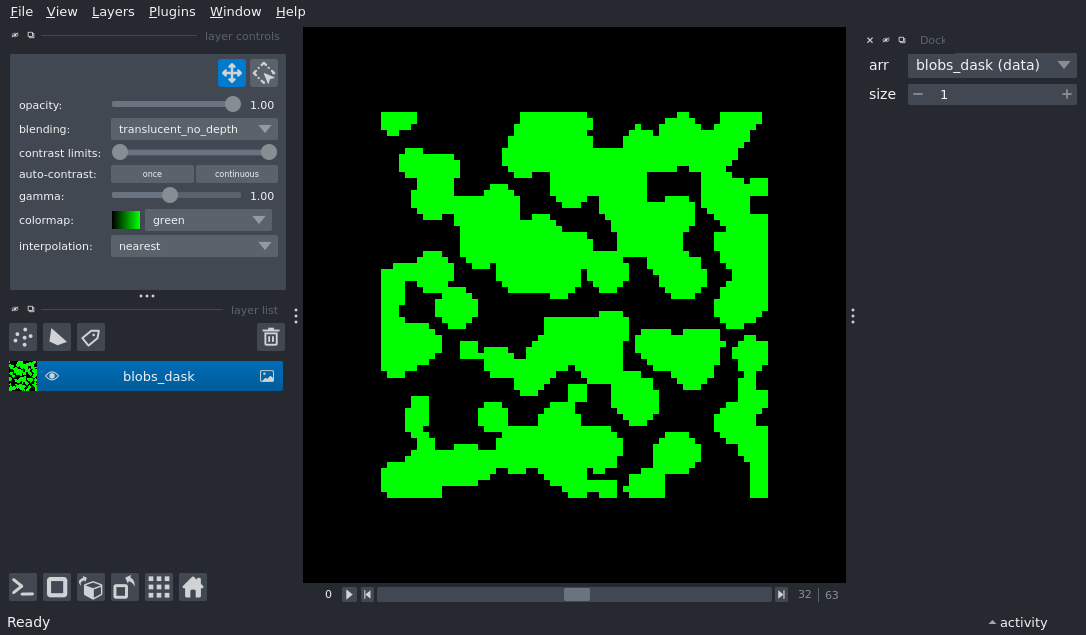 File View Layers Plugins Window Help
layer controls
opacity: 1.00
blending: translucent_no_depth
contrast limits:
auto-contrast: once continuous
gamma: 1.00
colormap: green
interpolation: nearest
layer list
blobs_dask
0 32 63
Dock
arr blobs_dask (data)
size 1
Ready activity